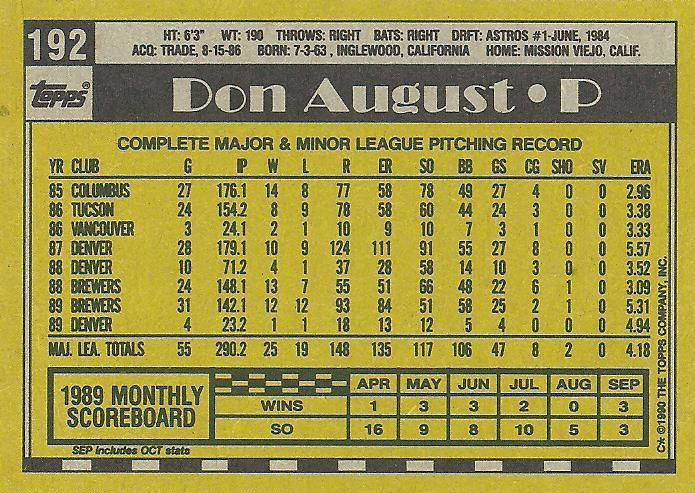 192
HT: 6'3" WT: 190 THROWS: RIGHT BATS: RIGHT DRFT: ASTROS #1-JUNE, 1984
ACQ: TRADE, 8-15-86 BORN: 7-3-63, INGLEWOOD, CALIFORNIA HOME: MISSION VIEJO, CALIF.
TOPPS®
Don August • P
COMPLETE MAJOR & MINOR LEAGUE PITCHING RECORD
YR CLUB G IP W L R ER SO BB GS CG SHO SV ERA
85 COLUMBUS 27 176.1 14 8 77 58 78 49 27 4 0 0 2.96
86 TUCSON 24 154.2 8 9 78 58 60 44 24 3 0 0 3.38
86 VANCOUVER 3 24.1 2 1 10 9 10 7 3 1 0 0 3.33
87 DENVER 28 179.1 10 9 124 111 91 55 27 8 0 0 5.57
88 DENVER 10 71.2 4 1 37 28 58 14 10 3 0 0 3.52
88 BREWERS 24 148.1 13 7 55 51 66 48 22 6 1 0 3.09
89 BREWERS 31 142.1 12 12 93 84 51 58 25 2 1 0 5.31
89 DENVER 4 23.2 1 1 18 13 12 5 4 0 0 0 4.94
MAJ. LEA. TOTALS 55 290.2 25 19 148 135 117 106 47 8 2 0 4.18
1989 MONTHLY SCOREBOARD
APR MAY JUN JUL AUG SEP
WINS 1 3 3 2 0 3
SO 16 9 8 10 5 3
SEP includes OCT stats
C* ©1990 THE TOPPS COMPANY, INC.